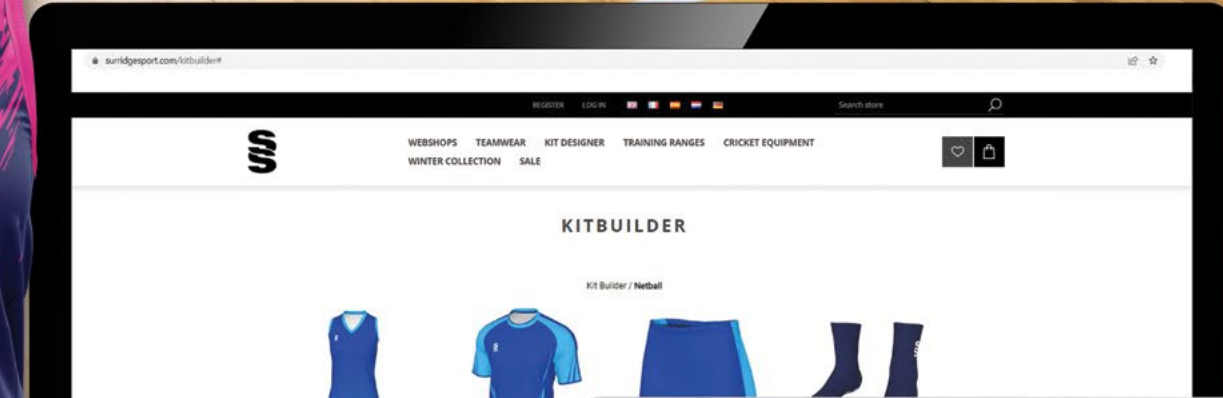 surridgesport.com/kitbuilder#
REGISTER LOG IN Search store
WEBSHOPS TEAMWEAR KIT DESIGNER TRAINING RANGES CRICKET EQUIPMENT
WINTER COLLECTION SALE
KITBUILDER
Kit Builder / Netball